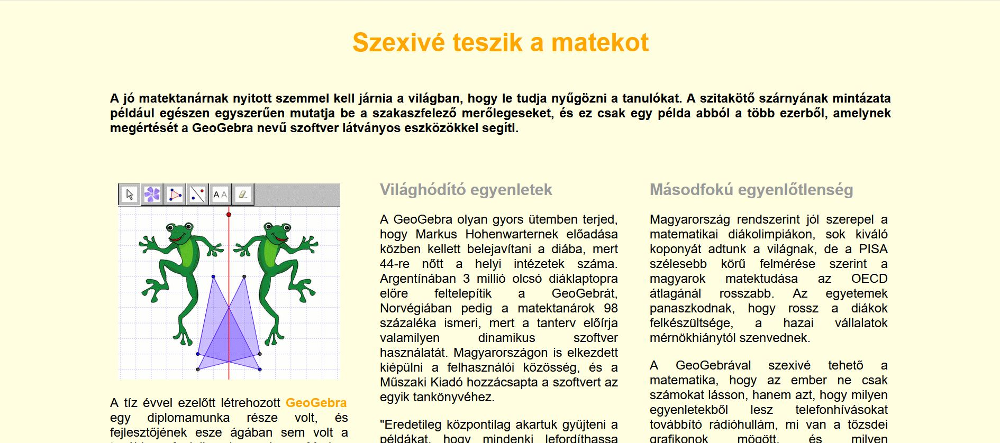 Szexivé teszik a matekot
A jó matektanárnak nyitott szemmel kell járnia a világban, hogy le tudja nyűgözni a tanulókat. A szitakötő szárnyának mintázata
például egészen egyszerűen mutatja be a szakaszfelező merőlegeseket, és ez csak egy példa abból a több ezerből, amelynek
megértését a GeoGebra nevű szoftver látványos eszközökkel segíti.
A A
A tíz évvel ezelőtt létrehozott GeoGebra
egy diplomamunka része volt, és
fejlesztőjének esze ágában sem volt a
Világhódító egyenletek
A GeoGebra olyan gyors ütemben terjed,
hogy Markus Hohenwarternek előadása
közben kellett belejavítani a diába, mert
44-re nőtt a helyi intézetek száma.
Argentínában 3 millió olcsó diáklaptopra
előre feltelepítik a GeoGebrát,
Norvégiában pedig a matektanárok 98
százaléka ismeri, mert a tanterv előírja
valamilyen dinamikus szoftver
használatát. Magyarországon is elkezdett
kiépülni a felhasználói közösség, és a
Műszaki Kiadó hozzácsapta a szoftvert az
egyik tankönyvéhez.
"Eredetileg központilag akartuk gyűjteni a
példákat, hogy mindenki lefordíthassa
Másodfokú egyenlőtlenség
Magyarország rendszerint jól szerepel a
matematikai diákolimpiákon, sok kiváló
koponyát adtunk a világnak, de a PISA
szélesebb körű felmérése szerint a
magyarok matektudása az OECD
átlagánál rosszabb. Az egyetemek
panaszkodnak, hogy rossz a diákok
felkészültsége, a hazai vállalatok
mérnökhiánytól szenvednek.
A GeoGebrával szexivé tehető a
matematika, hogy az ember ne csak
számokat lásson, hanem azt, hogy milyen
egyenletekből lesz telefonhívásokat
továbbító rádióhullám, mi van a tőzsdei
grafikonok mögött, és milyen